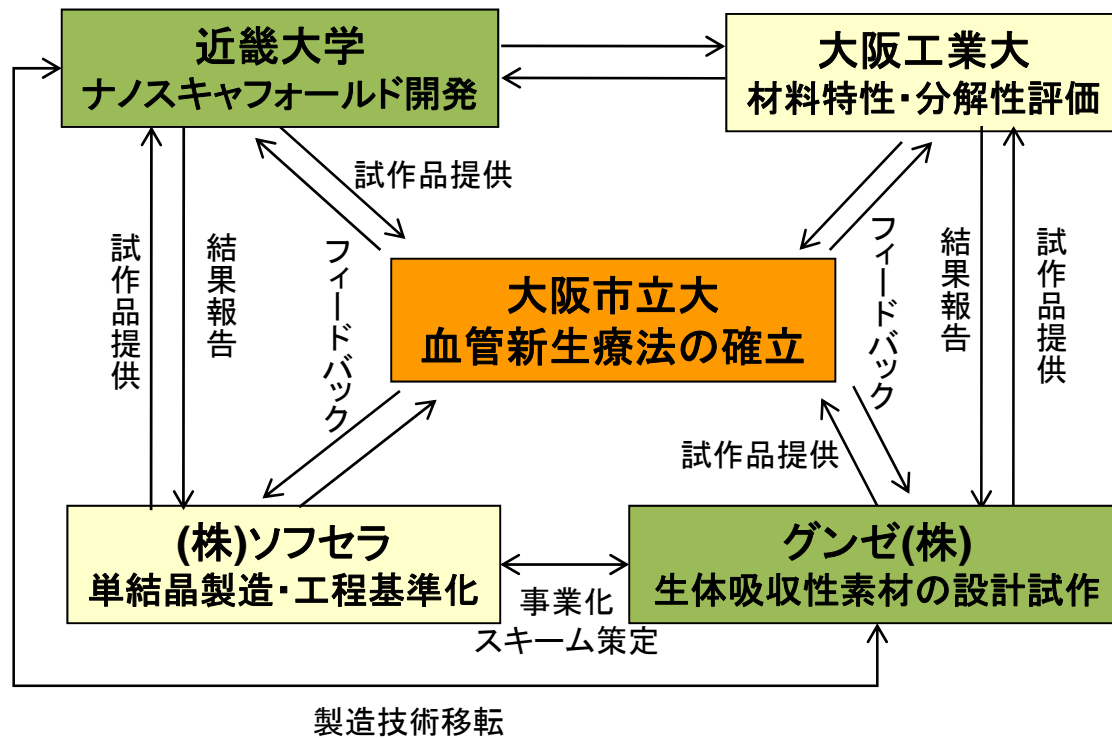 近畿大学
ナノスキャフォールド開発
大阪工業大
材料特性・分解性評価
試作品提供
試作品提供
結果報告
フィードバック
フィードバック
結果報告
試作品提供
大阪市立大
血管新生療法の確立
試作品提供
(株)ソフセラ
単結晶製造・工程基準化
グンゼ(株)
生体吸収性素材の設計試作
事業化
スキーム策定
製造技術移転